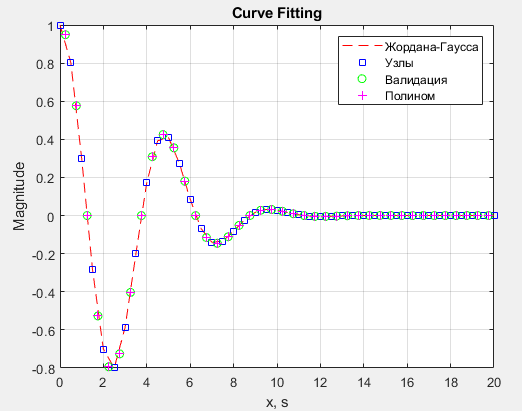 Curve Fitting
Жордана-Гаусса
Узлы
Валидация
Полином
1
0.8
0.6
0.4
0.2
0
-0.2
-0.4
-0.6
-0.8
Magnitude
0 2 4 6 8 10 12 14 16 18 20
x, s